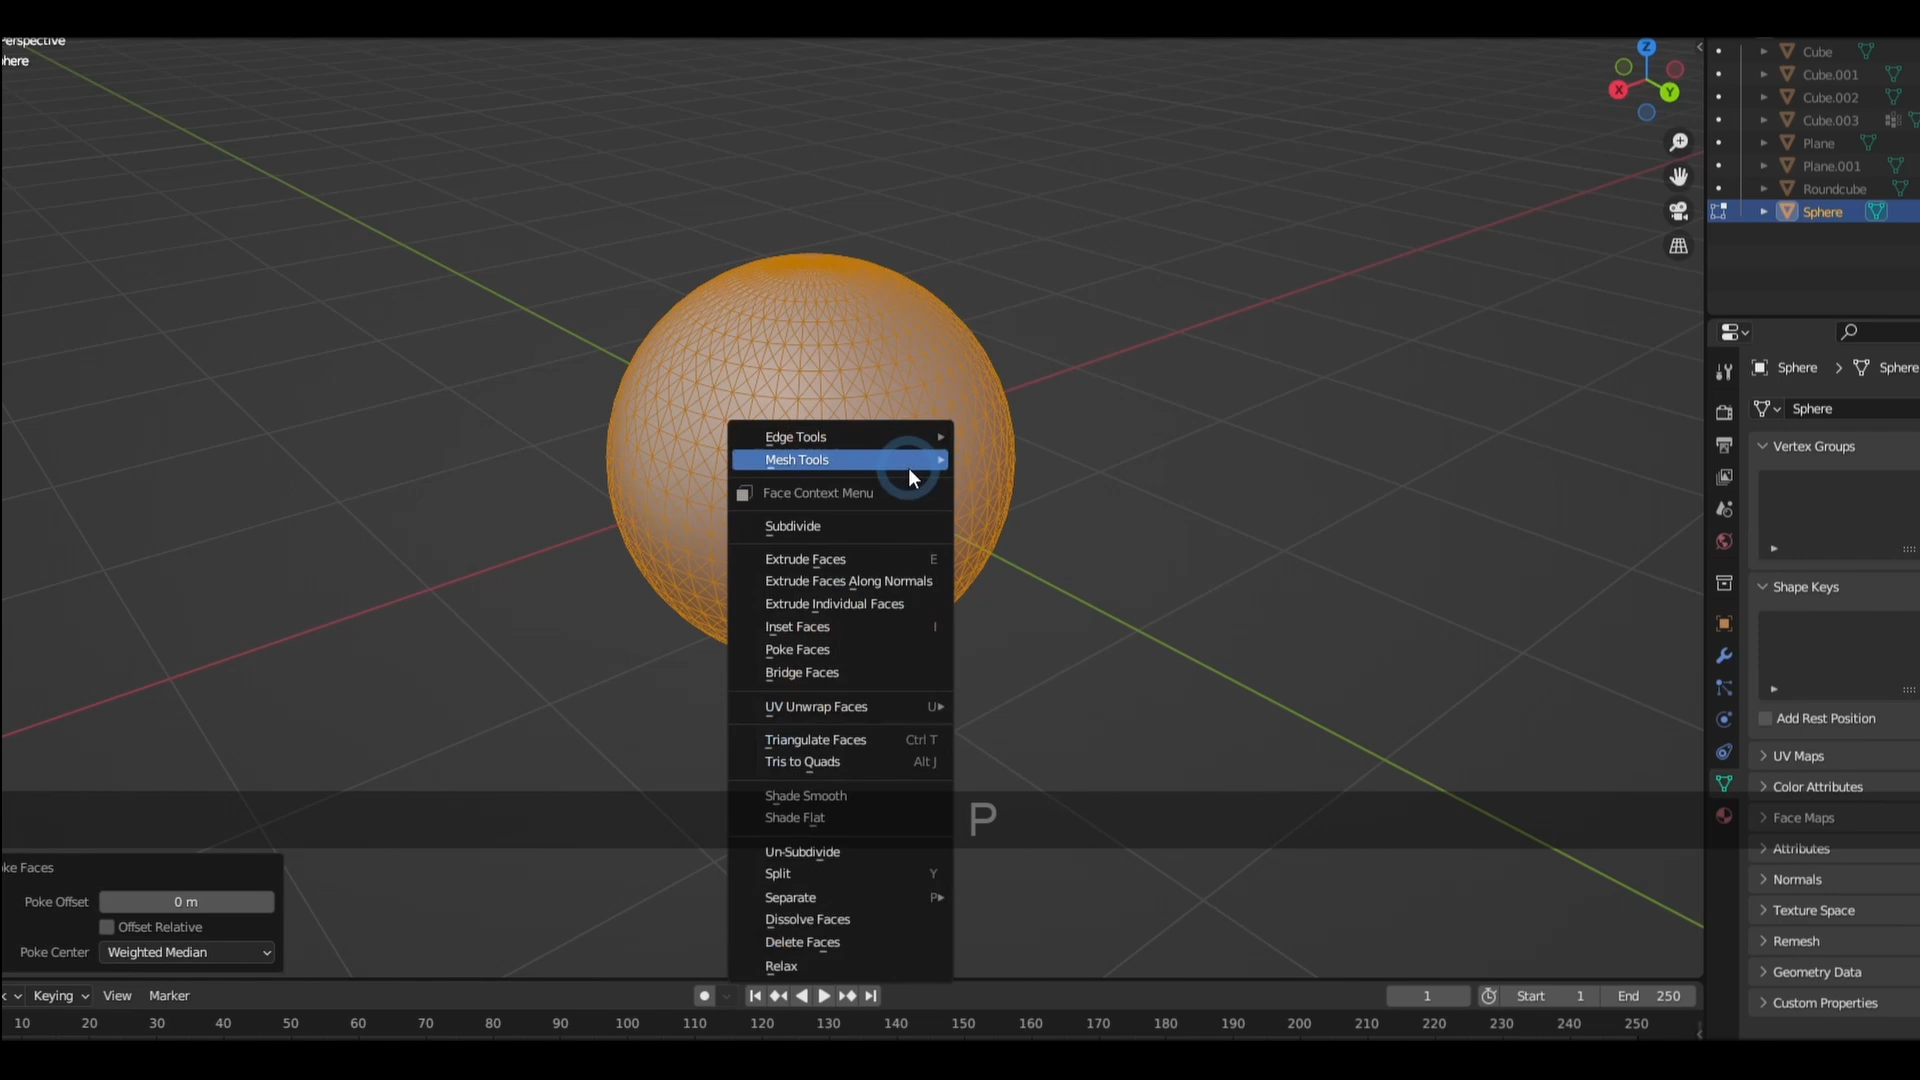 erspective
here
Z
X
Y
Cube
Cube.001
Cube.002
Cube.003
Plane
Plane.001
Roundcube
Sphere
Sphere > Sphere
Sphere
Vertex Groups
Shape Keys
Add Rest Position
UV Maps
Color Attributes
Face Maps
Attributes
Normals
Texture Space
Remesh
Geometry Data
Custom Properties
Edge Tools
Mesh Tools
Face Context Menu
Subdivide
Extrude Faces E
Extrude Faces Along Normals
Extrude Individual Faces
Inset Faces I
Poke Faces
Bridge Faces
UV Unwrap Faces U
Triangulate Faces Ctrl T
Tris to Quads Alt J
Shade Smooth
Shade Flat
Un-Subdivide
Split Y
Separate P
Dissolve Faces
Delete Faces
Relax
P
ke Faces
Poke Offset 0 m
Offset Relative
Poke Center Weighted Median
Keying View Marker 1 Start 1 End 250
10 20 30 40 50 60 70 80 90 100 110 120 130 140 150 160 170 180 190 200 210 220 230 240 250